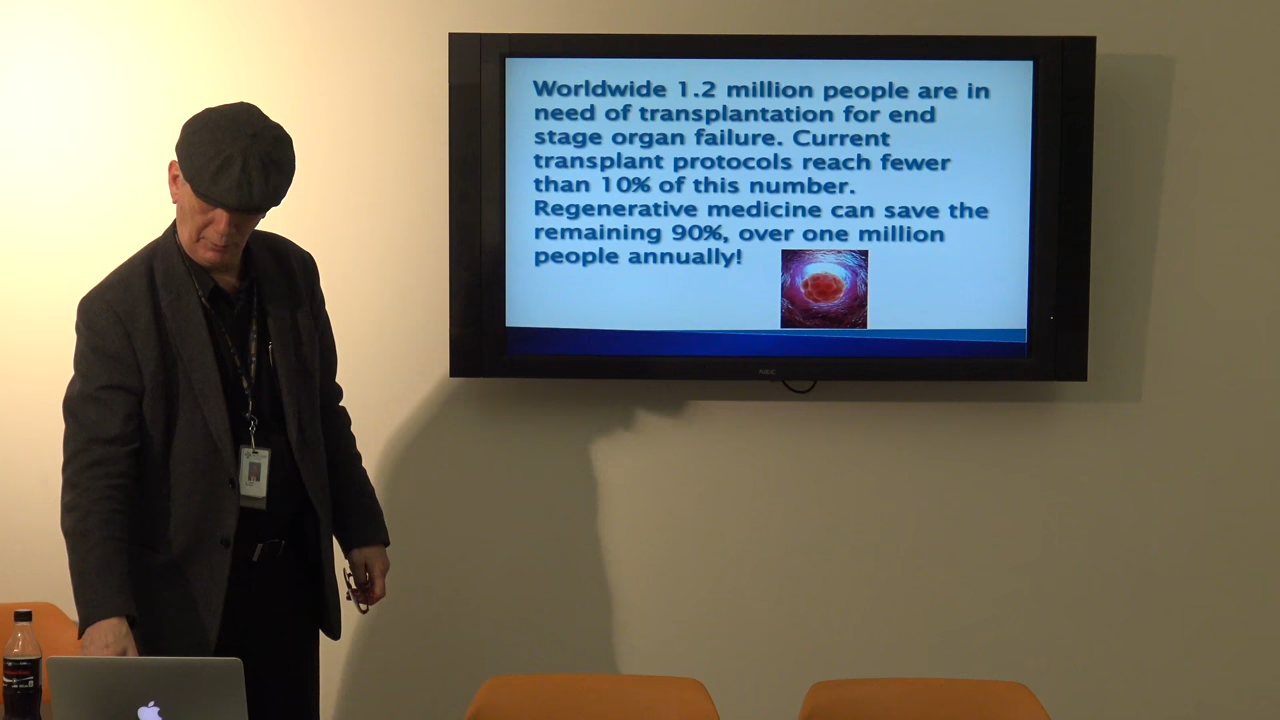 Worldwide 1.2 million people are in
need of transplantation for end
stage organ failure. Current
transplant protocols reach fewer
than 10% of this number.
Regenerative medicine can save the
remaining 90%, over one million
people annually!
NEC